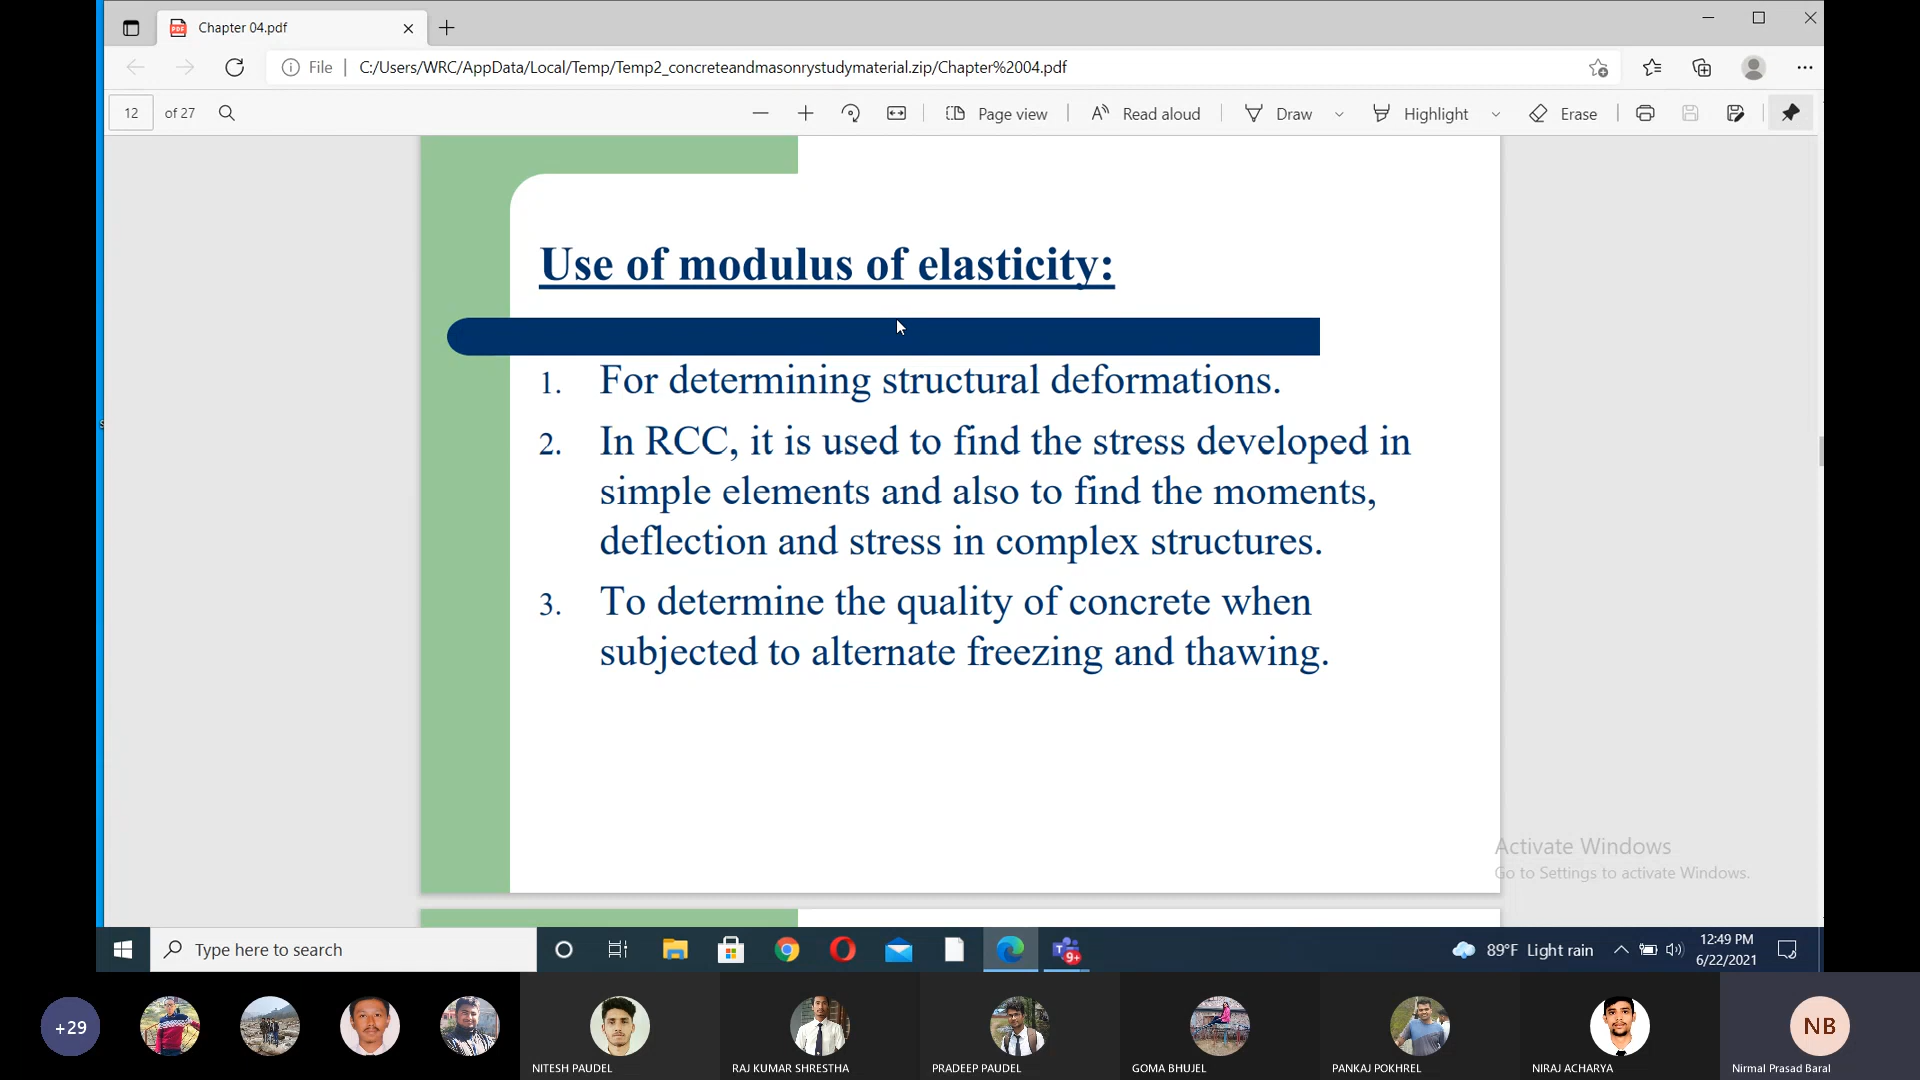 Chapter 04.pdf
File
C:/Users/WRC/AppData/Local/Temp/Temp2_concreteandmasonrystudymaterial.zip/Chapter%2004.pdf
12 of 27
Page view
Read aloud
Draw
Highlight
Erase
Use of modulus of elasticity:
1. For determining structural deformations.
2. In RCC, it is used to find the stress developed in
simple elements and also to find the moments,
deflection and stress in complex structures.
3. To determine the quality of concrete when
subjected to alternate freezing and thawing.
Activate Windows
Go to Settings to activate Windows.
Type here to search
9+
89°F Light rain
12:49 PM
6/22/2021
+29
NITESH PAUDEL
RAJ KUMAR SHRESTHA
PRADEEP PAUDEL
GOMA BHUJEL
PANKAJ POKHREL
NIRAJ ACHARYA
NB
Nirmal Prasad Baral